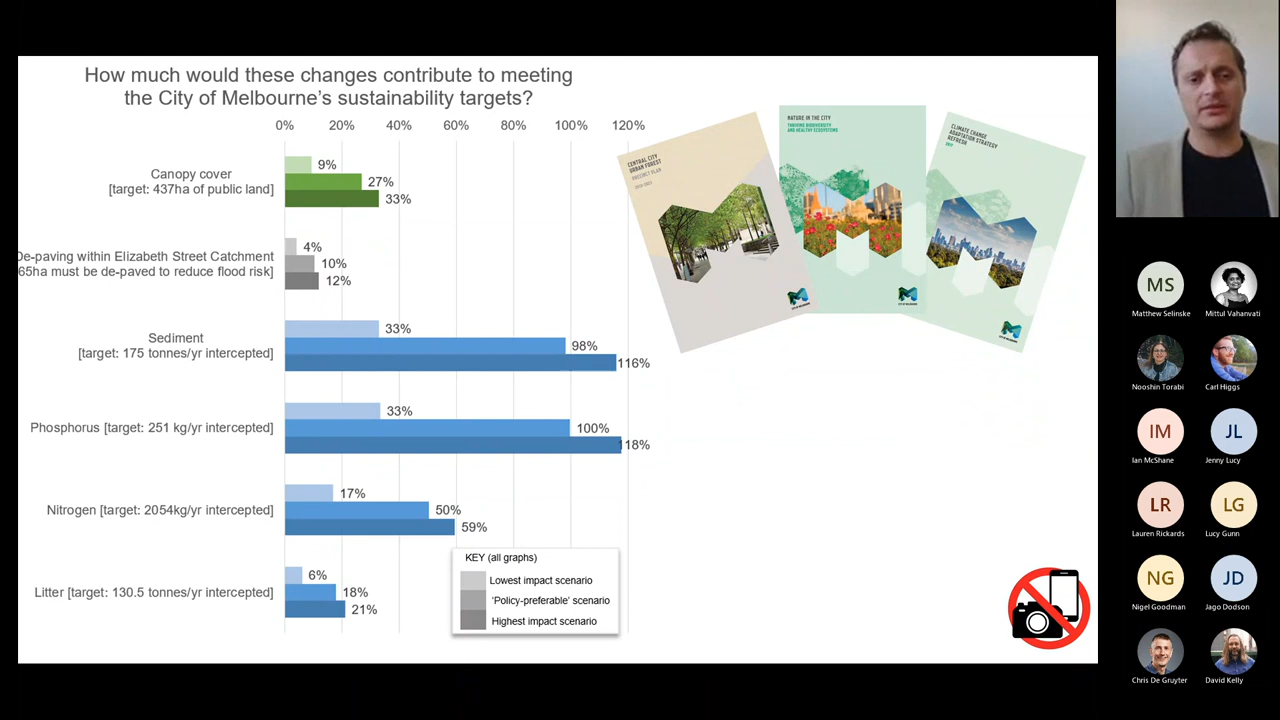 How much would these changes contribute to meeting
the City of Melbourne's sustainability targets?
0% 20% 40% 60% 80% 100% 120%
Canopy cover
[target: 437ha of public land]
9%
27%
33%
De-paving within Elizabeth Street Catchment
65ha must be de-paved to reduce flood risk]
4%
10%
12%
Sediment
[target: 175 tonnes/yr intercepted]
33%
98%
116%
Phosphorus [target: 251 kg/yr intercepted]
33%
100%
118%
Nitrogen [target: 2054kg/yr intercepted]
17%
50%
59%
Litter [target: 130.5 tonnes/yr intercepted]
6%
18%
21%
KEY (all graphs)
Lowest impact scenario
'Policy-preferable' scenario
Highest impact scenario
CENTRAL CITY
URBAN FOREST
PRECINCT PLAN
NATURE IN THE CITY
THRIVING BIODIVERSITY
AND HEALTHY ECOSYSTEMS
CLIMATE CHANGE
ADAPTATION STRATEGY
REFRESH
MS
Matthew Selinske
Mittul Vahanvati
Nooshin Torabi
Carl Higgs
IM
Ian McShane
JL
Jenny Lucy
LR
Lauren Rickards
LG
Lucy Gunn
NG
Nigel Goodman
JD
Jago Dodson
Chris De Gruyter
David Kelly